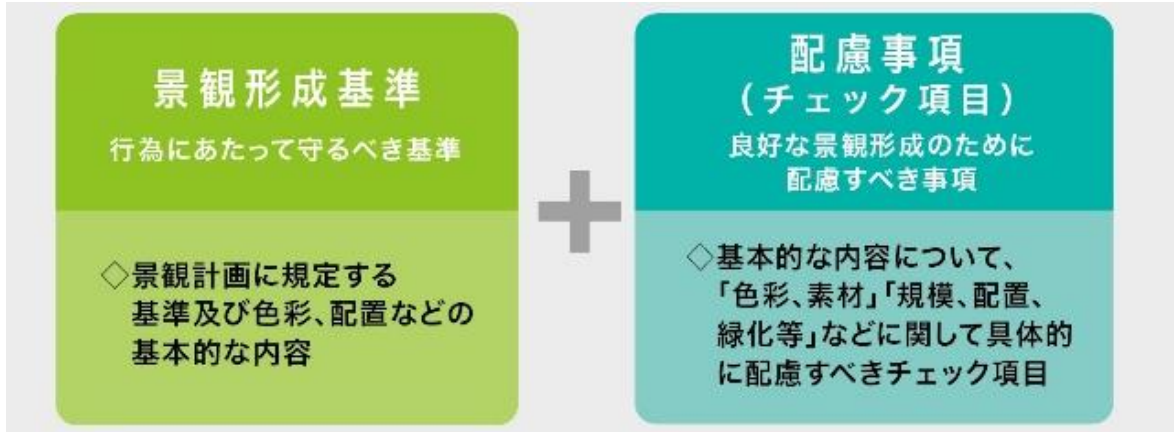 景観形成基準
行為にあたって守るべき基準
◇景観計画に規定する
基準及び色彩、配置などの
基本的な内容
+
配慮事項
(チェック項目)
良好な景観形成のために
配慮すべき事項
◇基本的な内容について、
「色彩、素材」「規模、配置、
緑化等」などに関して具体的
に配慮すべきチェック項目